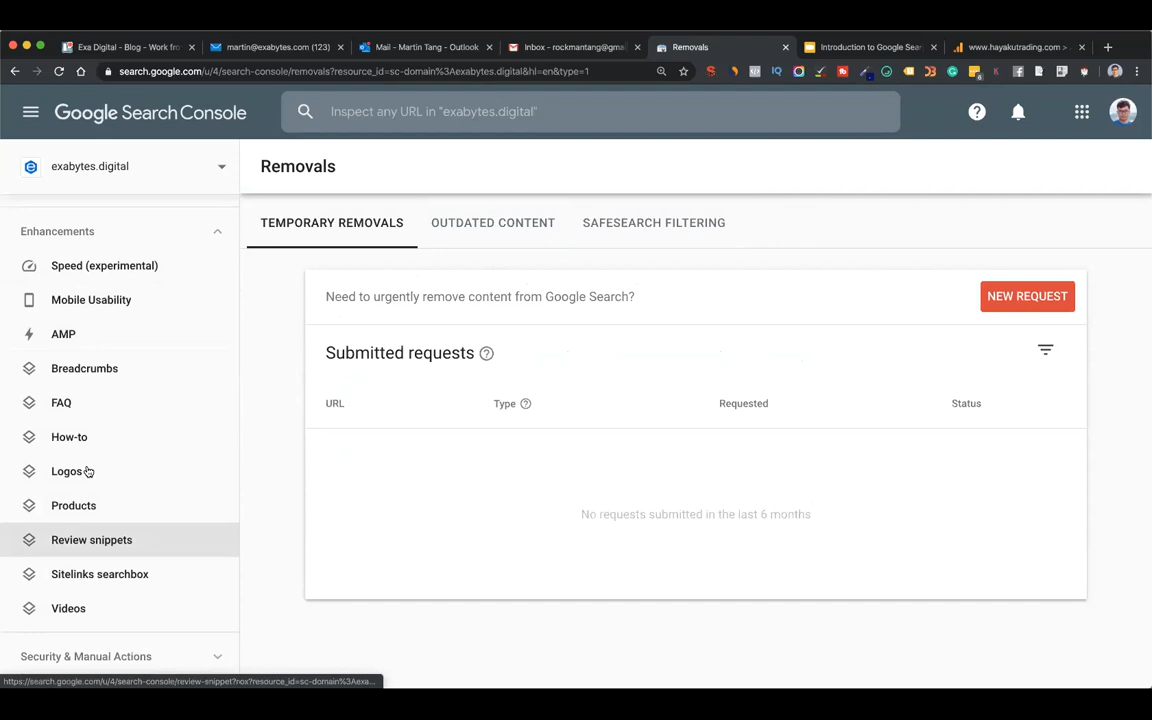 Exa Digital - Blog - Work fro
martin@exabytes.com (123)
Mail - Martin Tang - Outlook
Inbox - rockmantang@gma
Removals
Introduction to Google Sear
www.hayakutrading.com >
search.google.com/u/4/search-console/removals?resource_id=sc-domain%3Aexabytes.digital&hl=en&type=1
Google Search Console
Inspect any URL in "exabytes.digital"
exabytes.digital
Removals
TEMPORARY REMOVALS
OUTDATED CONTENT
SAFESEARCH FILTERING
Enhancements
Speed (experimental)
Mobile Usability
AMP
Breadcrumbs
FAQ
How-to
Logos
Products
Review snippets
Sitelinks searchbox
Videos
Security & Manual Actions
Need to urgently remove content from Google Search?
NEW REQUEST
Submitted requests
URL
Type
Requested
Status
No requests submitted in the last 6 months
https://search.google.com/u/4/search-console/review-snippet?nox?resource_id=sc-domain%3Aexa...